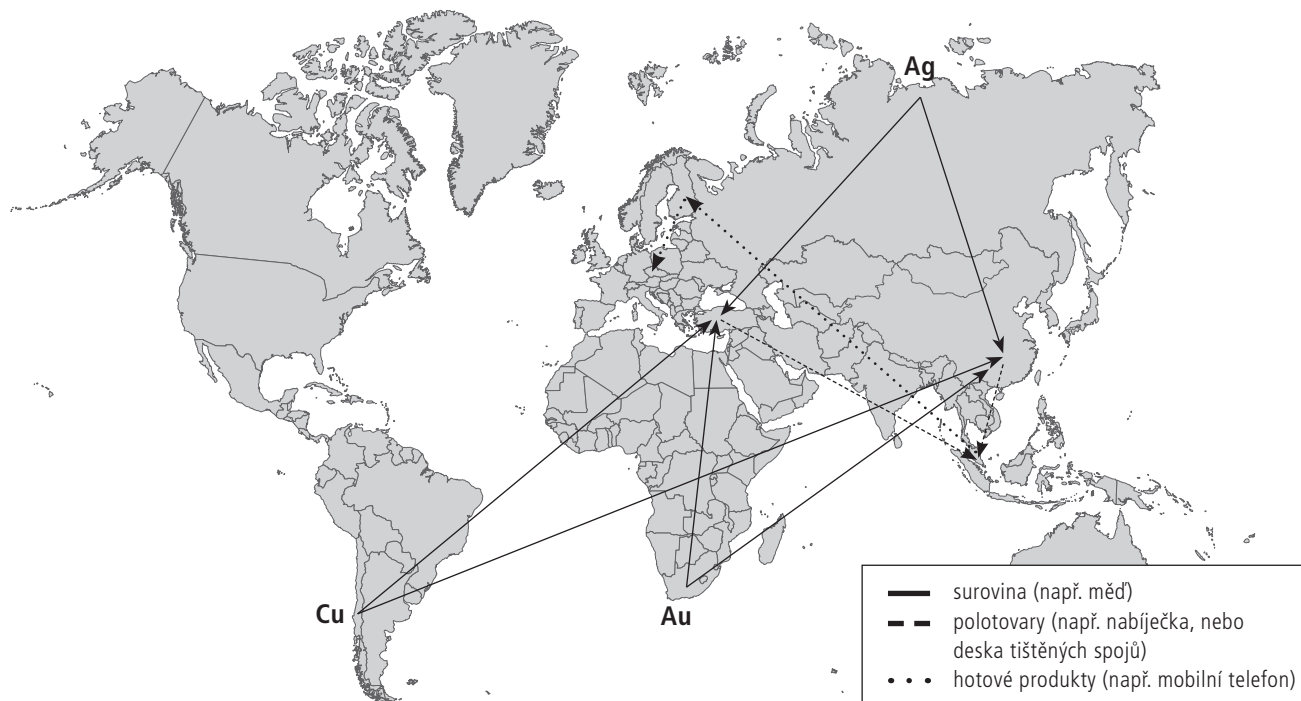 Ag
Cu
Au
surovina (např. měď)
polotovary (např. nabíječka, nebo
deska tištěných spojů)
hotové produkty (např. mobilní telefon)